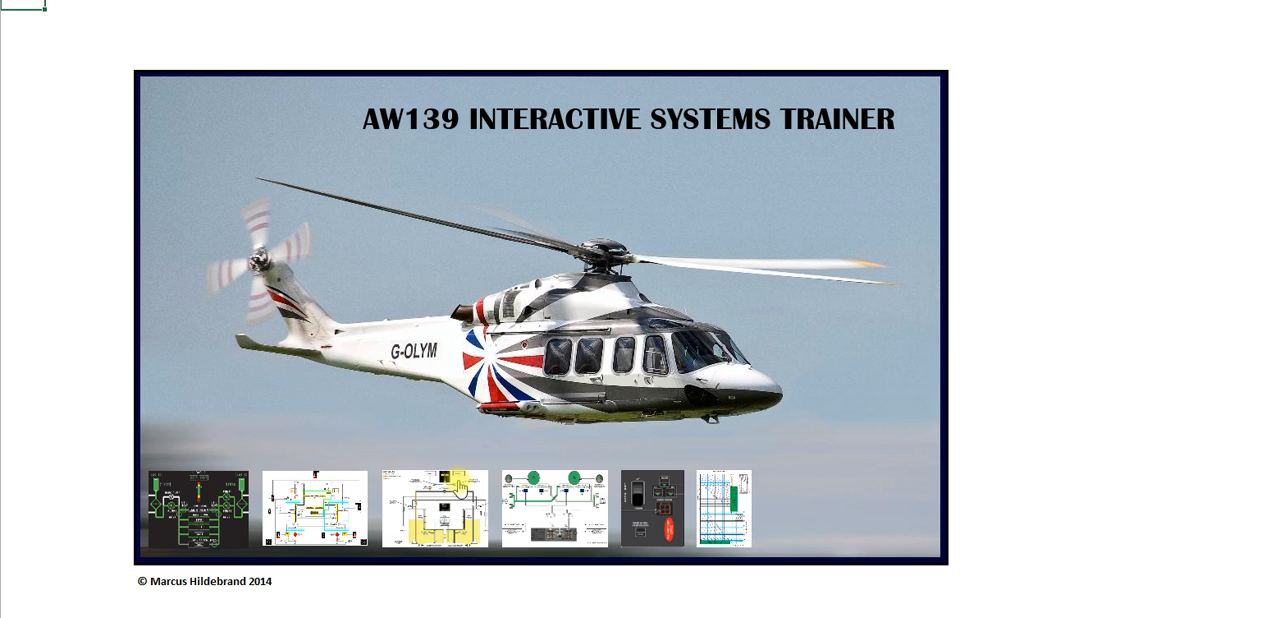 AW139 INTERACTIVE SYSTEMS TRAINER
G-OLYM
© Marcus Hildebrand 2014